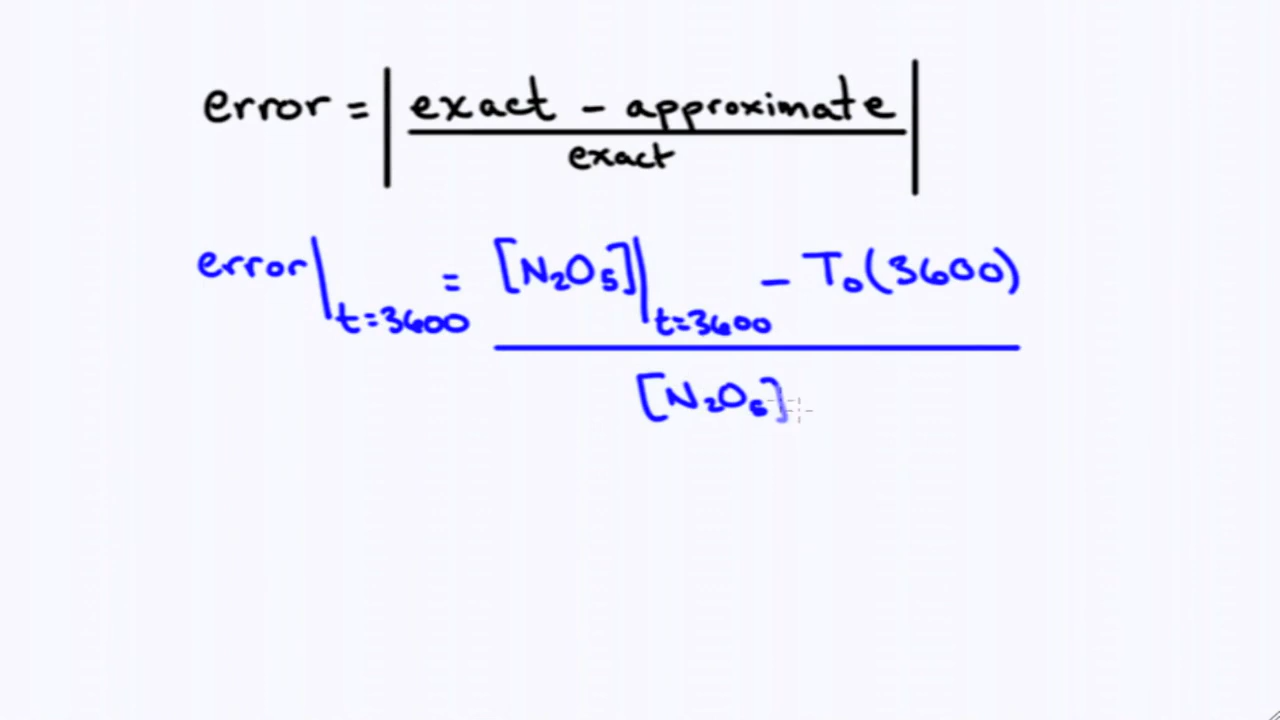 error = | exact - approximate |
exact
error|t=3600 = [N₂O₅]|t=3600 - T₀(3600)
[N₂O₅]